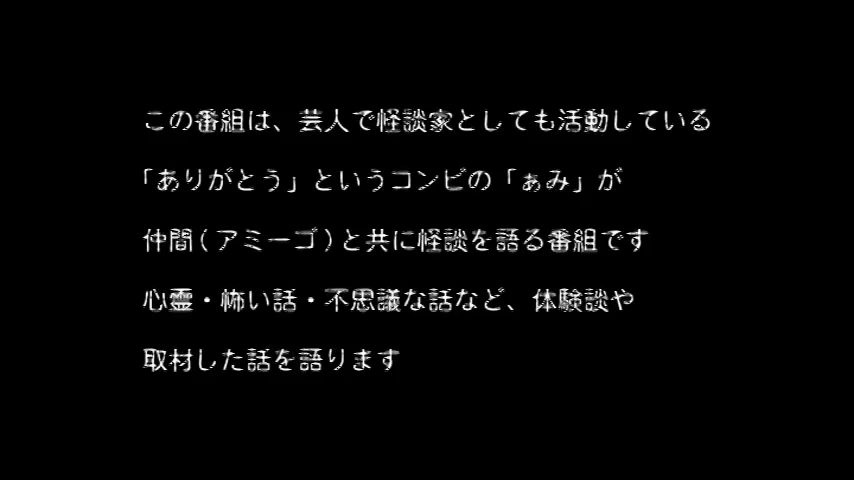 この番組は、芸人で怪談家としても活動している
「ありがとう」というコンビの「ぁみ」が
仲間(アミーゴ)と共に怪談を語る番組です
心霊・怖い話・不思議な話など、体験談や
取材した話を語ります